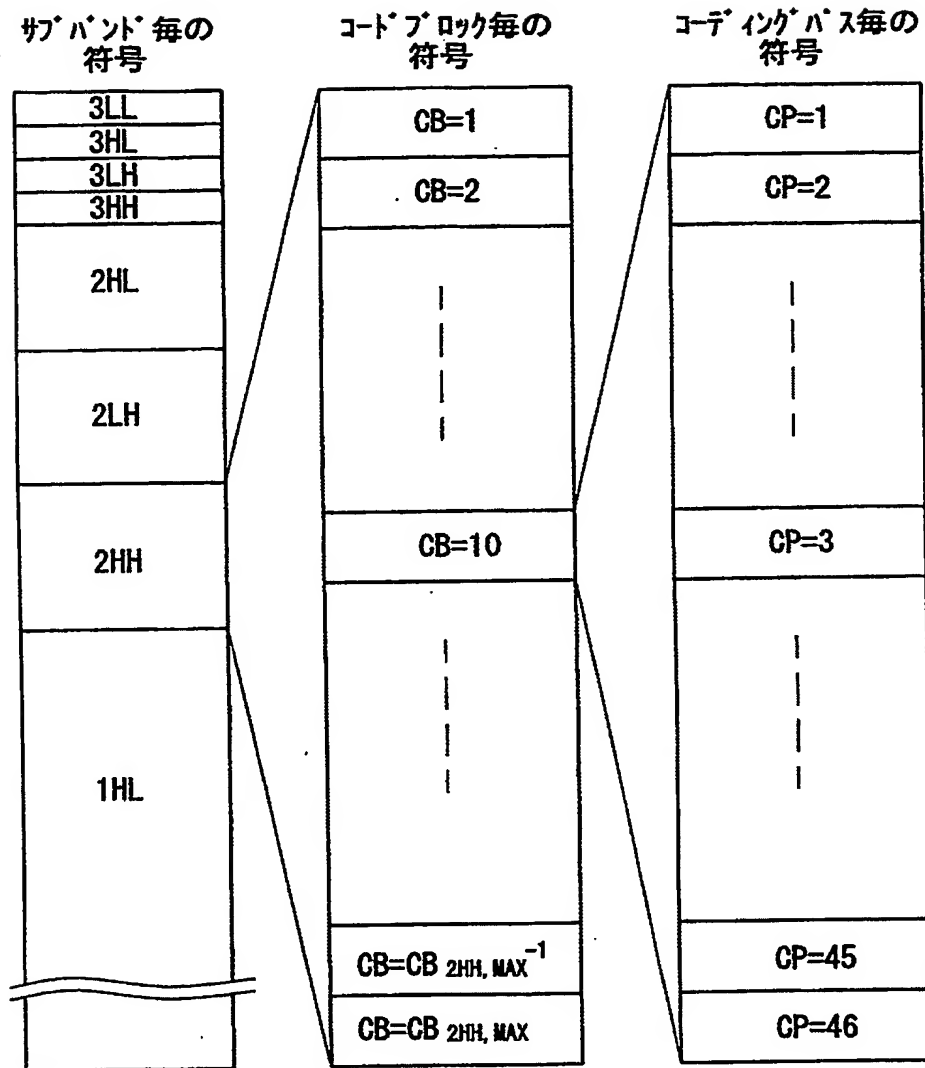 サブバンド毎の
符号
3LL
3HL
3LH
3HH
2HL
2LH
2HH
1HL
コードブロック毎の
符号
CB=1
CB=2
CB=10
CB=CB 2HH, MAX -1
CB=CB 2HH, MAX
コーディングパス毎の
符号
CP=1
CP=2
CP=3
CP=45
CP=46